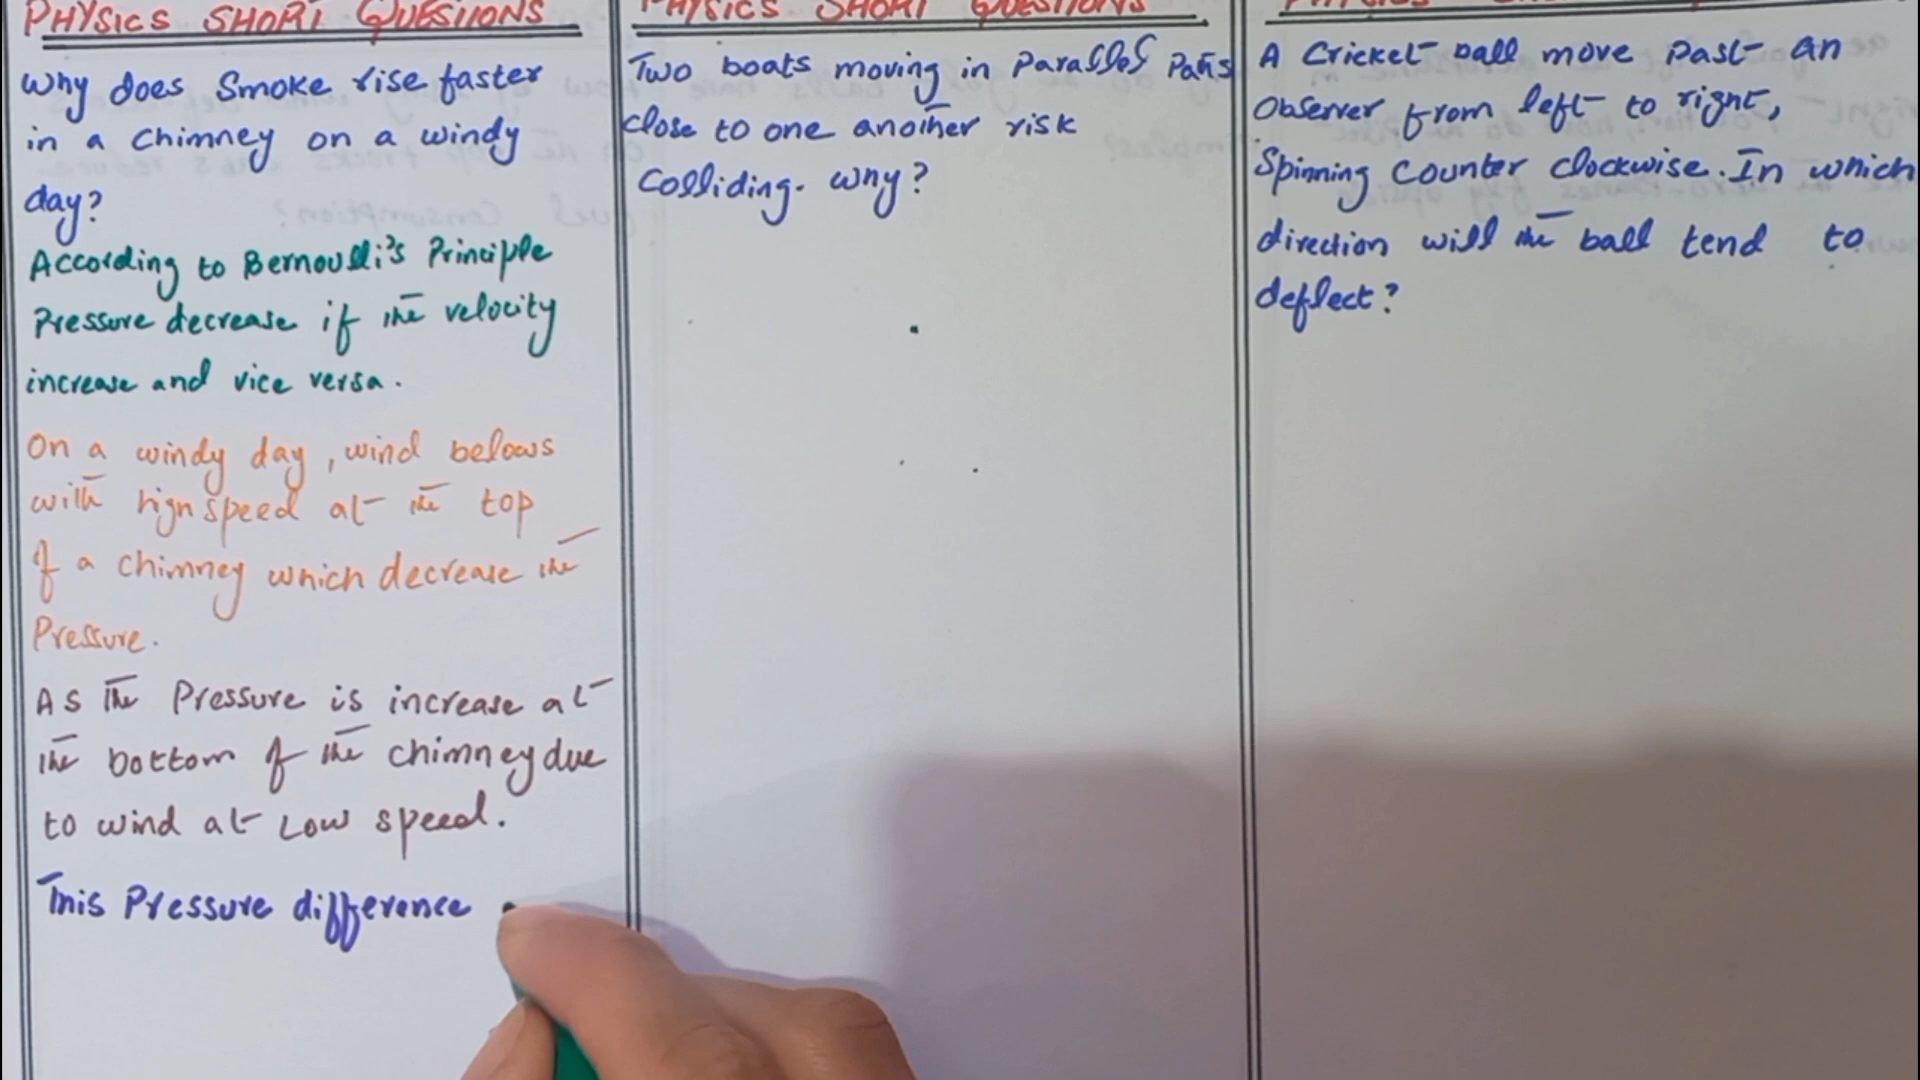 PHYSICS SHORT QUESTIONS
Why does Smoke rise faster
in a chimney on a windy
day?
According to Bernoulli's Principle
Pressure decrease if the velocity
increase and vice versa.
On a windy day, wind belows
with high speed at the top
of a chimney which decrease the
Pressure.
As the Pressure is increase at
the bottom of the chimney due
to wind at Low speed.
This Pressure difference
PHYSICS SHORT QUESTIONS
Two boats moving in Parallel Paths
close to one another risk
Colliding. Why?
A Cricket ball move past an
Observer from left to right,
Spinning Counter clockwise. In which
direction will the ball tend to
deflect?